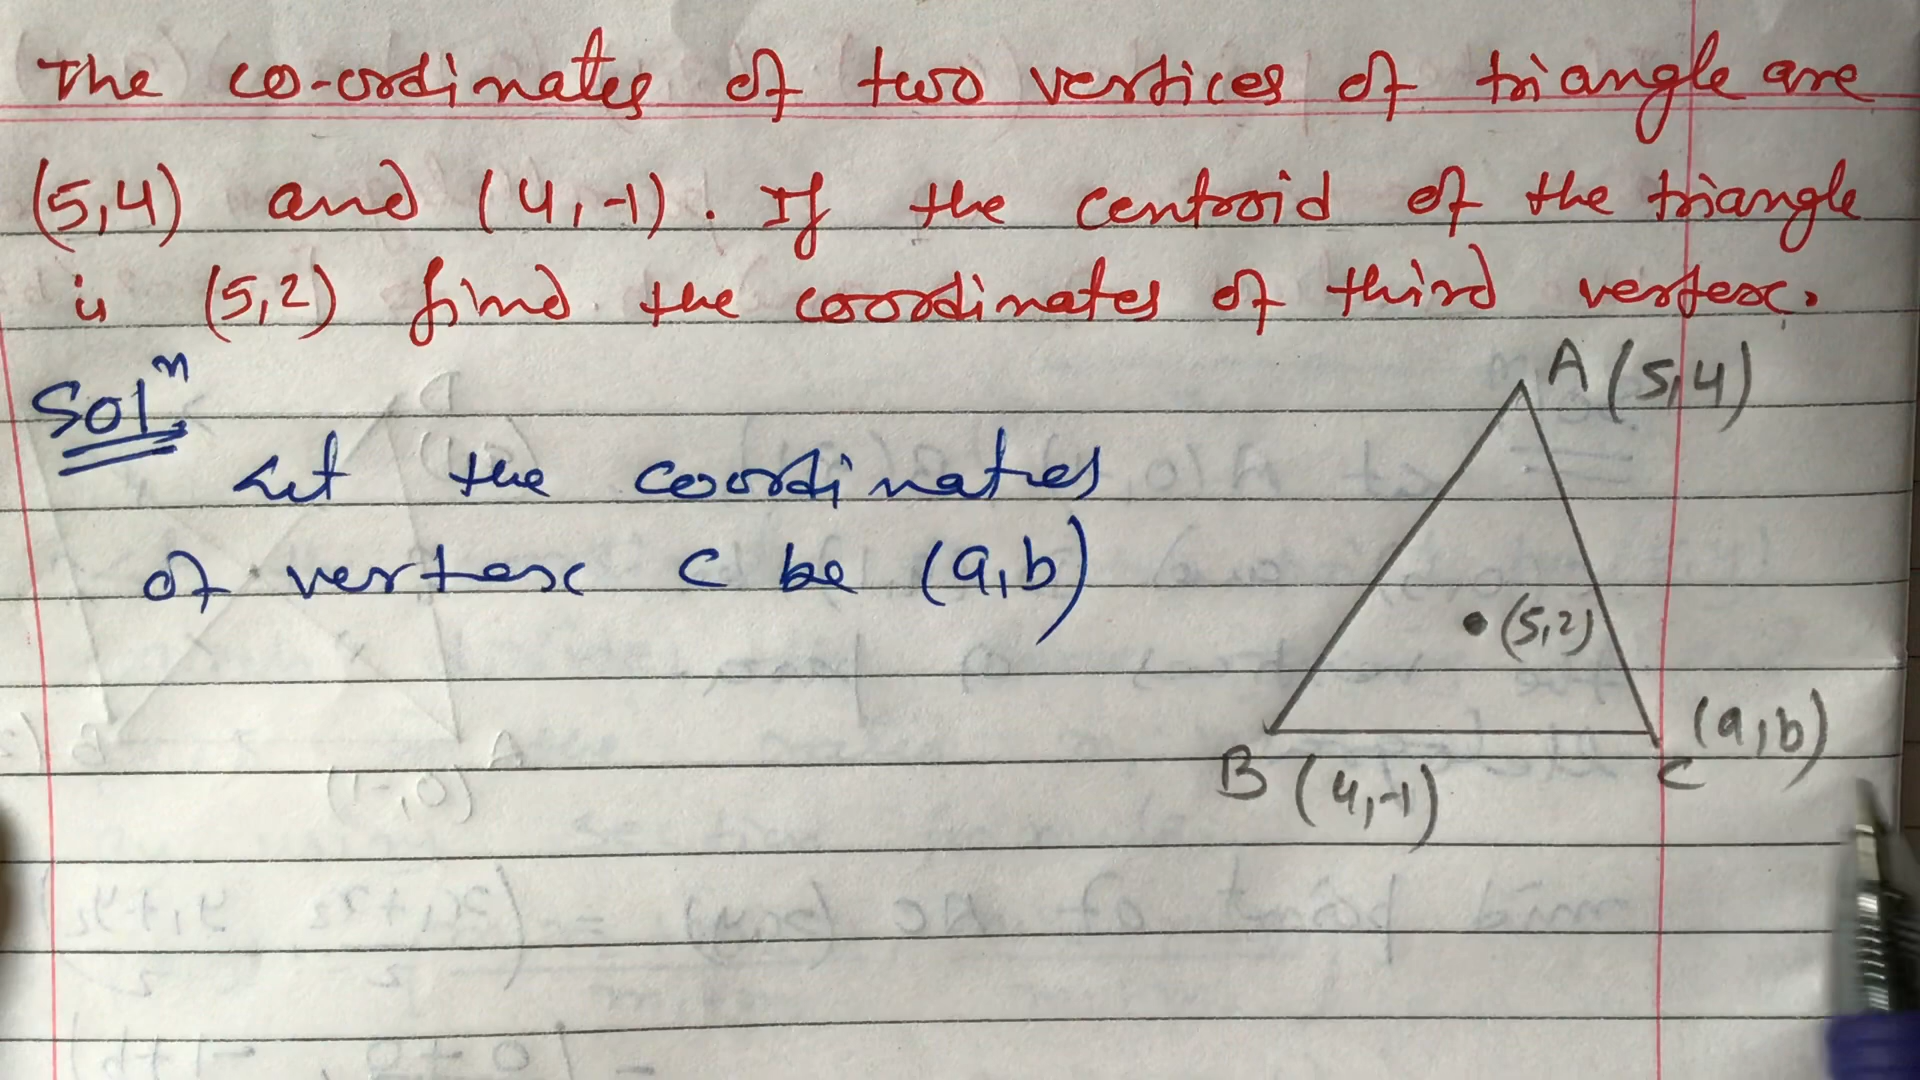 The co-ordinates of two vertices of triangle are
(5,4) and (4,-1). If the centroid of the triangle
is (5,2) find the coordinates of third vertex.
Solⁿ.
Let the coordinates
of vertex C be (a,b)
A (5,4)
(5,2)
(a,b)
B (4,-1)
C